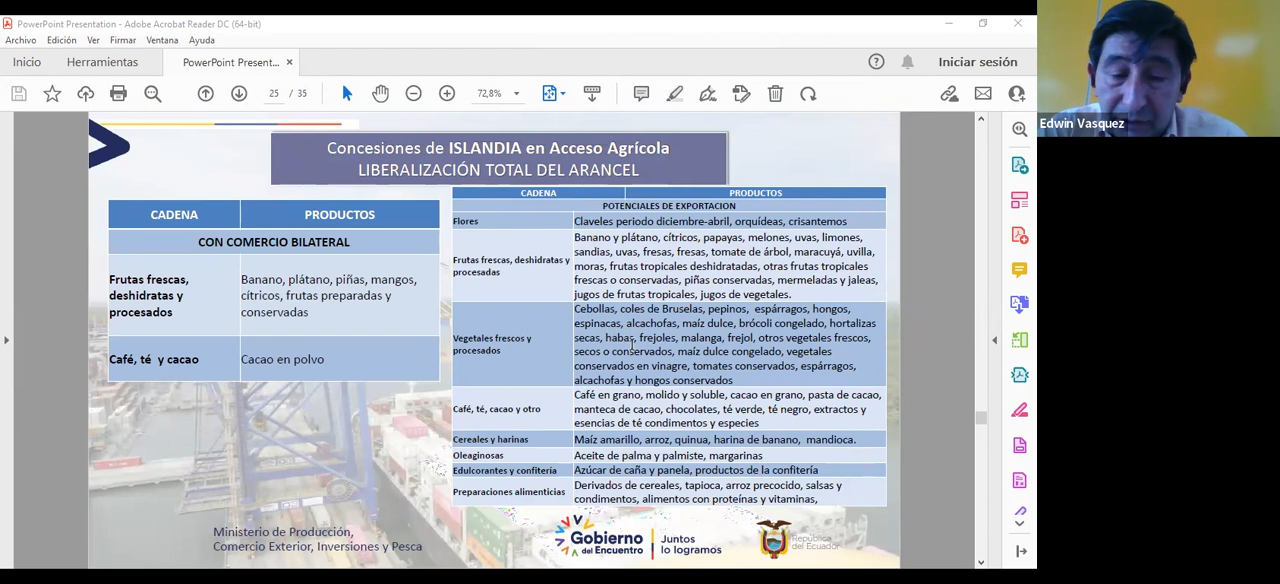 PowerPoint Presentation - Adobe Acrobat Reader DC (64-bit)
Archivo Edición Ver Firmar Ventana Ayuda
Inicio Herramientas PowerPoint Present... × Iniciar sesión
25 / 35 72,8%
Edwin Vasquez
Concesiones de ISLANDIA en Acceso Agrícola
LIBERALIZACIÓN TOTAL DEL ARANCEL
CADENA PRODUCTOS
CON COMERCIO BILATERAL
Frutas frescas,
deshidratas y
procesados
Banano, plátano, piñas, mangos,
cítricos, frutas preparadas y
conservadas
Café, té y cacao
Cacao en polvo
CADENA PRODUCTOS
POTENCIALES DE EXPORTACION
Flores
Claveles periodo diciembre-abril, orquídeas, crisantemos
Frutas frescas, deshidratas y
procesadas
Banano y plátano, cítricos, papayas, melones, uvas, limones,
sandias, uvas, fresas, fresas, tomate de árbol, maracuyá, uvilla,
moras, frutas tropicales deshidratadas, otras frutas tropicales
frescas o conservadas, piñas conservadas, mermeladas y jaleas,
jugos de frutas tropicales, jugos de vegetales.
Vegetales frescos y
procesados
Cebollas, coles de Bruselas, pepinos, espárragos, hongos,
espinacas, alcachofas, maíz dulce, brócoli congelado, hortalizas
secas, habas, frejoles, malanga, frejol, otros vegetales frescos,
secos o conservados, maíz dulce congelado, vegetales
conservados en vinagre, tomates conservados, espárragos,
alcachofas y hongos conservados
Café, té, cacao y otro
Café en grano, molido y soluble, cacao en grano, pasta de cacao,
manteca de cacao, chocolates, té verde, té negro, extractos y
esencias de té condimentos y especies
Cereales y harinas
Maíz amarillo, arroz, quinua, harina de banano, mandioca.
Oleaginosas
Aceite de palma y palmiste, margarinas
Edulcorantes y confitería
Azúcar de caña y panela, productos de la confitería
Preparaciones alimenticias
Derivados de cereales, tapioca, arroz precocido, salsas y
condimentos, alimentos con proteínas y vitaminas,
Ministerio de Producción,
Comercio Exterior, Inversiones y Pesca
Gobierno
del Encuentro
Juntos
lo logramos
República
del Ecuador